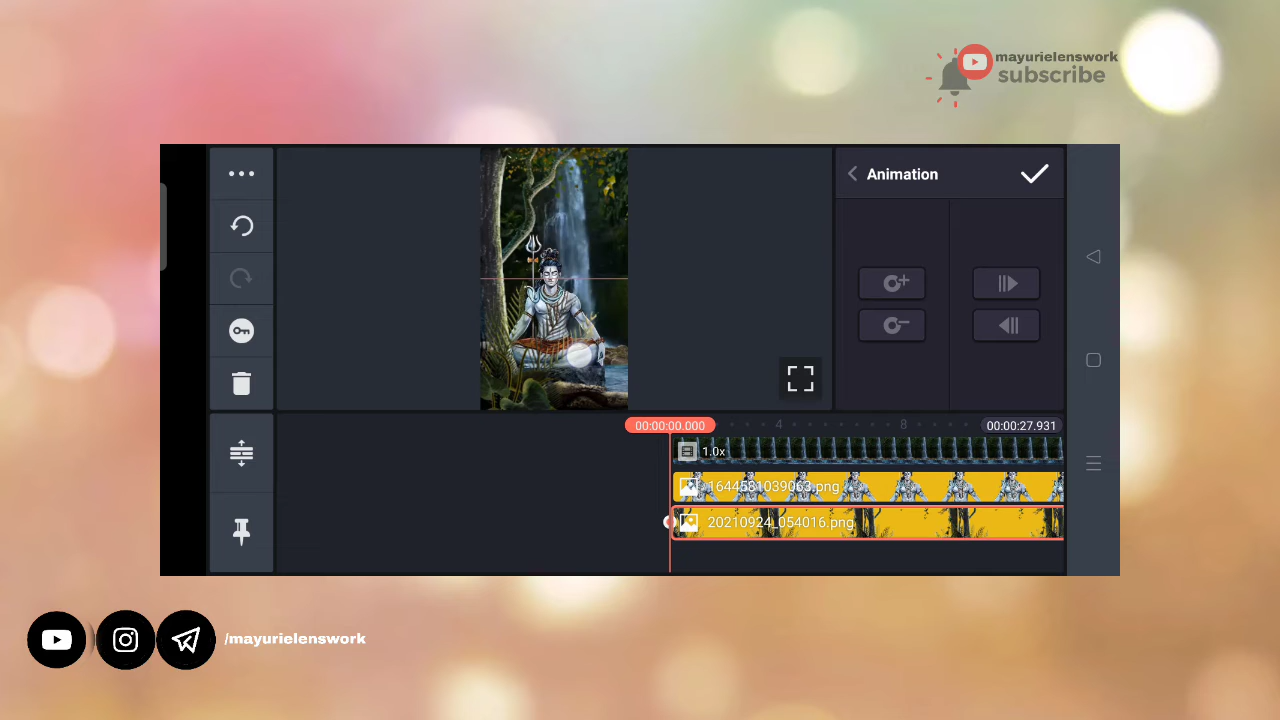 mayurielenswork
subscribe
Animation
00:00:00.000
4
8
00:00:27.931
1.0x
1644581039063.png
20210924_054016.png
/mayurielenswork